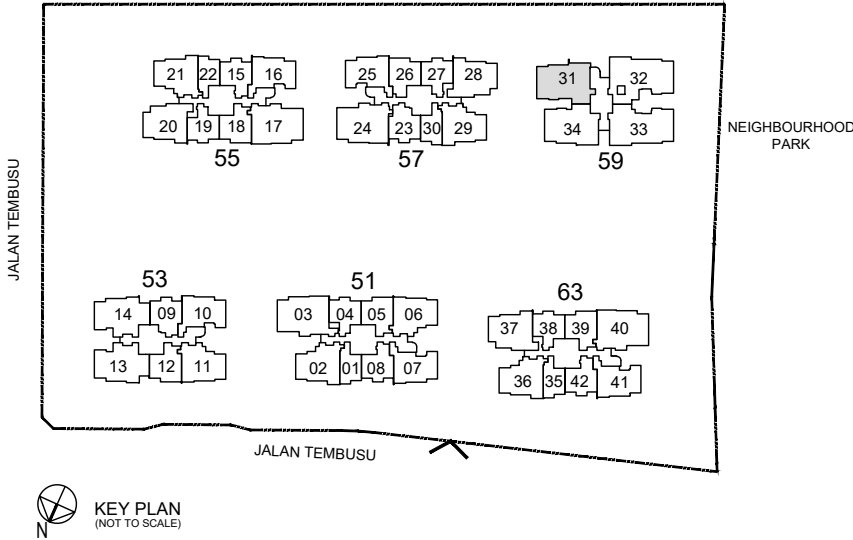 21 22 15 16
20 19 18 17
55
25 26 27 28
24 23 30 29
57
31 32
34 33
59
NEIGHBOURHOOD
PARK
JALAN TEMBUSU
53
14 09 10
13 12 11
51
03 04 05 06
02 01 08 07
63
37 38 39 40
36 35 42 41
JALAN TEMBUSU
N
KEY PLAN
(NOT TO SCALE)